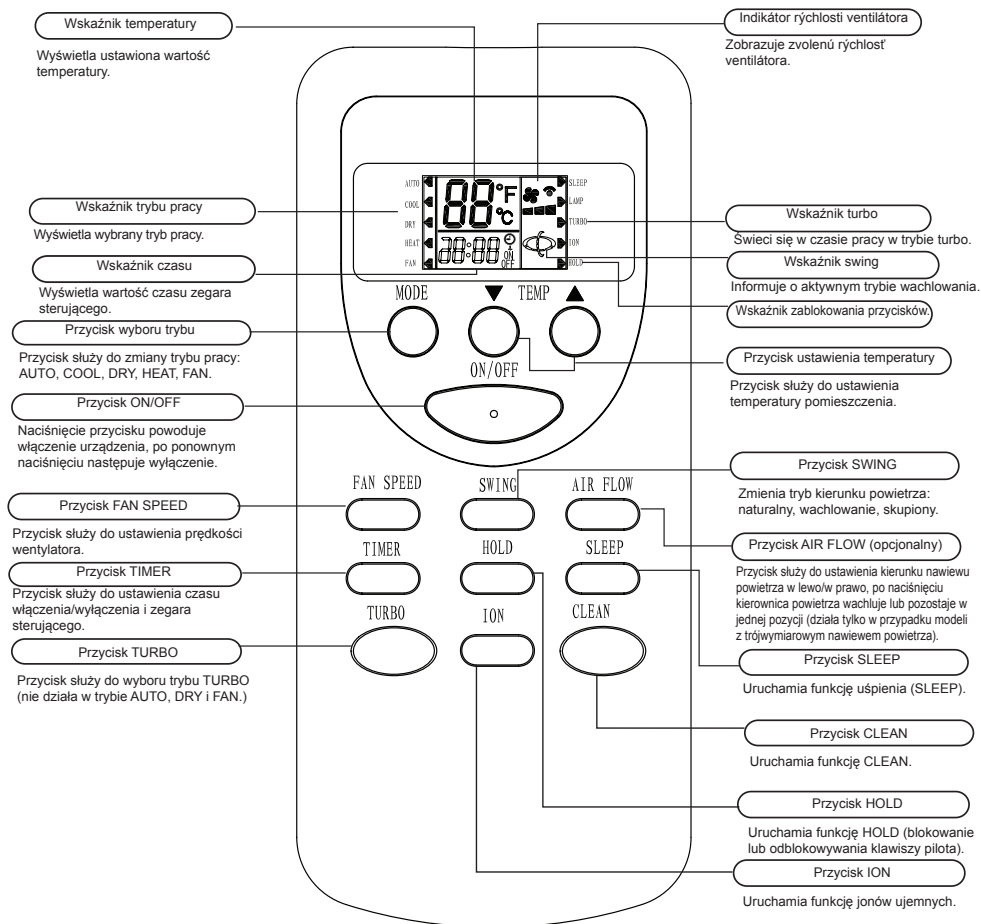 Wskaźnik temperatury
Wyświetla ustawiona wartość
temperatury.
Indikátor rýchlosti ventilátora
Zobrazuje zvolenú rýchlosť
ventilátora.
AUTO
COOL
DRY
HEAT
FAN
88 °F
°C
88:88
ON
OFF
SLEEP
LAMP
TURBO
ION
HOLD
Wskaźnik trybu pracy
Wyświetla wybrany tryb pracy.
Wskaźnik czasu
Wyświetla wartość czasu zegara
sterującego.
Przycisk wyboru trybu
Przycisk służy do zmiany trybu pracy:
AUTO, COOL, DRY, HEAT, FAN.
Przycisk ON/OFF
Naciśnięcie przycisku powoduje
włączenie urządzenia, po ponownym
naciśnięciu następuje wyłączenie.
Przycisk FAN SPEED
Przycisk służy do ustawienia prędkości
wentylatora.
Przycisk TIMER
Przycisk służy do ustawienia czasu
włączenia/wyłączenia i zegara
sterującego.
Przycisk TURBO
Przycisk służy do wyboru trybu TURBO
(nie działa w trybie AUTO, DRY i FAN.)
MODE ▼ TEMP ▲
ON/OFF
FAN SPEED SWING AIR FLOW
TIMER HOLD SLEEP
TURBO ION CLEAN
Wskaźnik turbo
Świeci się w czasie pracy w trybie turbo.
Wskaźnik swing
Informuje o aktywnym trybie wachlowania.
Wskaźnik zablokowania przycisków.
Przycisk ustawienia temperatury
Przycisk służy do ustawienia
temperatury pomieszczenia.
Przycisk SWING
Zmienia tryb kierunku powietrza:
naturalny, wachlowanie, skupiony.
Przycisk AIR FLOW (opcjonalny)
Przycisk służy do ustawienia kierunku nawiewu
powietrza w lewo/w prawo, po naciśnięciu
kierownica powietrza wachluje lub pozostaje w
jednej pozycji (działa tylko w przypadku modeli
z trójwymiarowym nawiewem powietrza).
Przycisk SLEEP
Uruchamia funkcję uśpienia (SLEEP).
Przycisk CLEAN
Uruchamia funkcję CLEAN.
Przycisk HOLD
Uruchamia funkcję HOLD (blokowanie
lub odblokowywania klawiszy pilota).
Przycisk ION
Uruchamia funkcję jonów ujemnych.